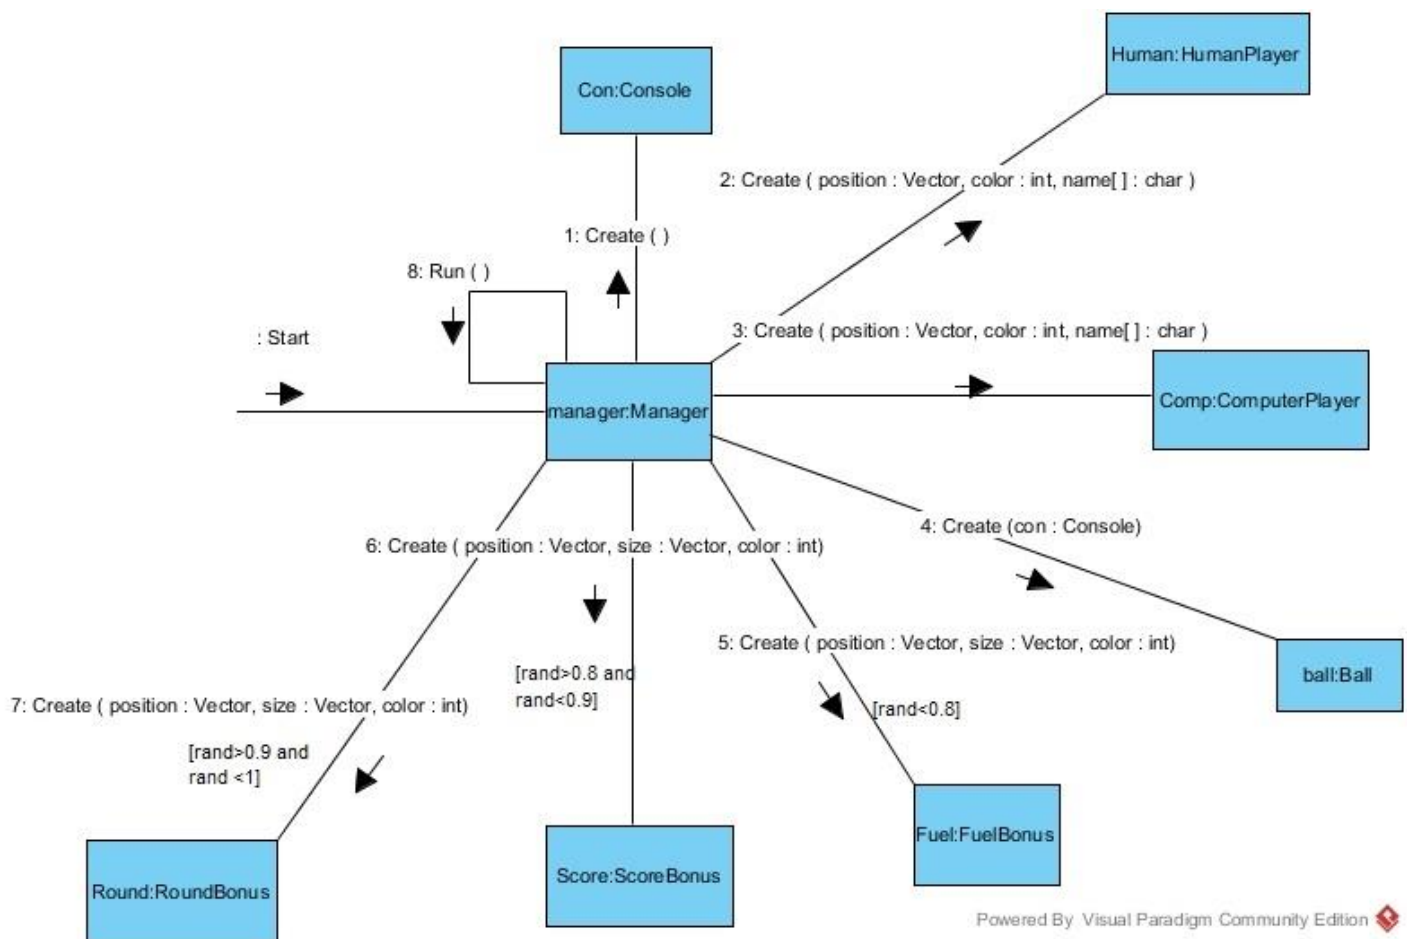 Human:HumanPlayer
Con:Console
2: Create ( position : Vector, color : int, name[ ] : char )
1: Create ( )
8: Run ( )
: Start
3: Create ( position : Vector, color : int, name[ ] : char )
manager:Manager
Comp:ComputerPlayer
4: Create (con : Console)
6: Create ( position : Vector, size : Vector, color : int)
5: Create ( position : Vector, size : Vector, color : int)
[rand>0.8 and
rand<0.9]
ball:Ball
7: Create ( position : Vector, size : Vector, color : int)
[rand<0.8]
[rand>0.9 and
rand <1]
Fuel:FuelBonus
Score:ScoreBonus
Round:RoundBonus
Powered By Visual Paradigm Community Edition